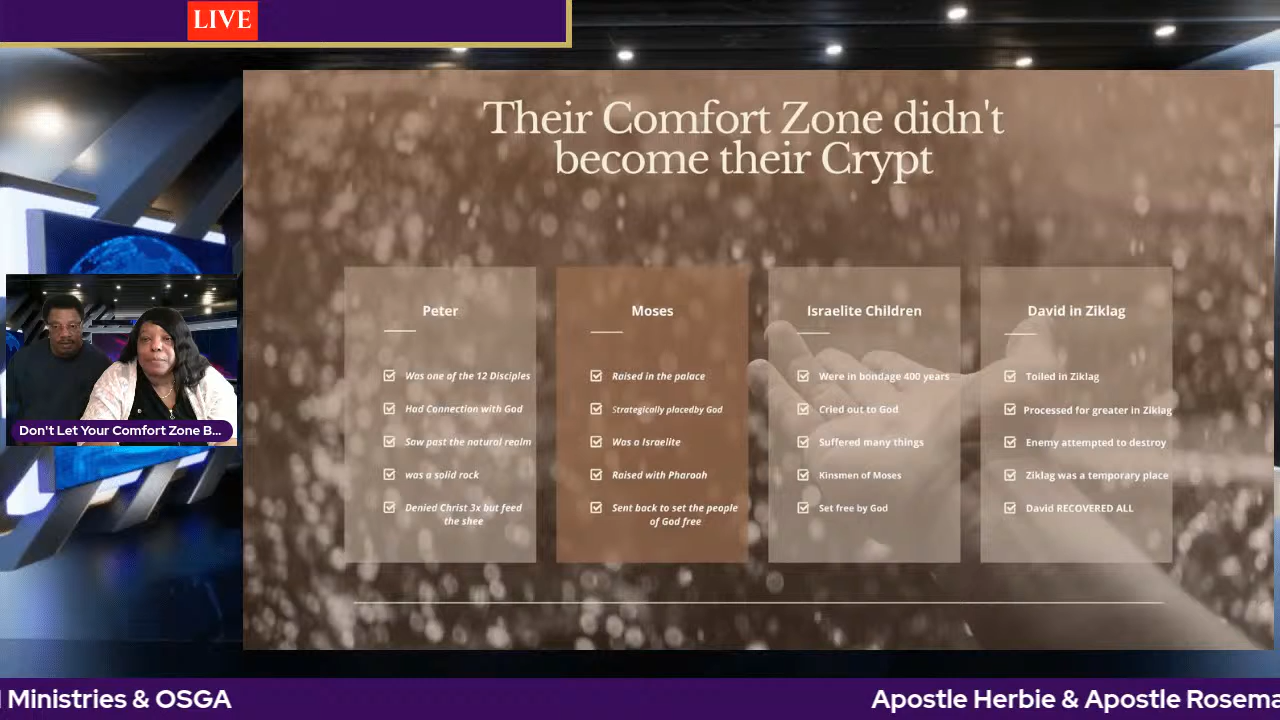 LIVE
Their Comfort Zone didn't
become their Crypt
Peter
Was one of the 12 Disciples
Had Connection with God
Saw past the natural realm
was a solid rock
Denied Christ 3x but feed
the shee
Moses
Raised in the palace
Strategically placedby God
Was a Israelite
Raised with Pharoah
Sent back to set the people
of God free
Israelite Children
Were in bondage 400 years
Cried out to God
Suffered many things
Kinsmen of Moses
Set free by God
David in Ziklag
Toiled in Ziklag
Processed for greater in Ziklag
Enemy attempted to destroy
Ziklag was a temporary place
David RECOVERED ALL
Don't Let Your Comfort Zone B...
Ministries & OSGA
Apostle Herbie & Apostle Rosema